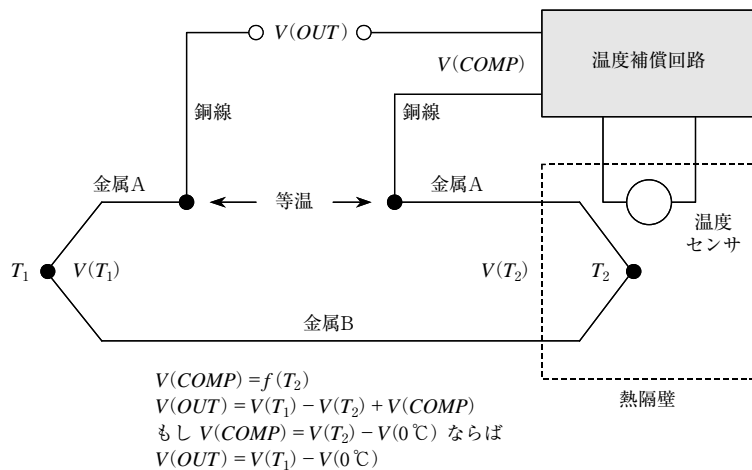 V(OUT)
V(COMP)
温度補償回路
銅線
銅線
金属A
等温
金属A
温度
センサ
T₁
V(T₁)
V(T₂)
T₂
金属B
V(COMP)=f(T₂)
V(OUT)=V(T₁)−V(T₂)+V(COMP)
もし V(COMP)=V(T₂)−V(0℃) ならば
V(OUT)=V(T₁)−V(0℃)
熱隔壁